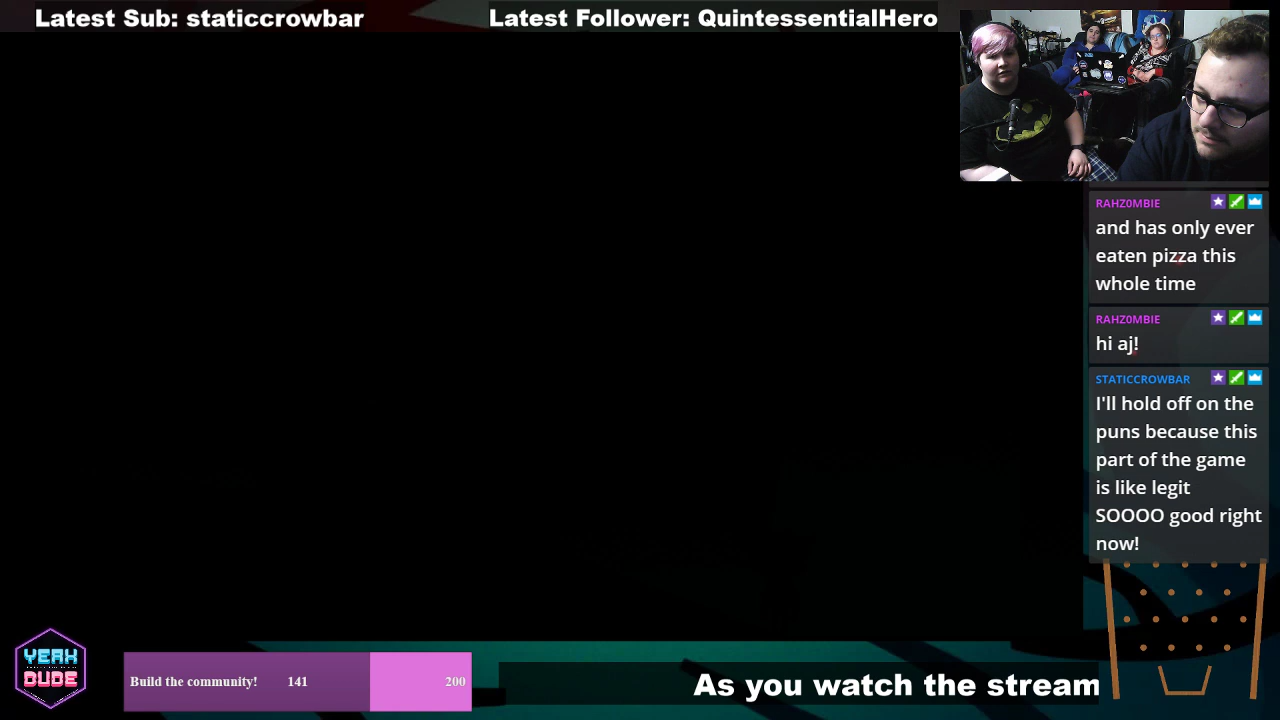 Latest Sub: staticcrowbar
Latest Follower: QuintessentialHero
RAHZ0MBIE
and has only ever
eaten pizza this
whole time
RAHZ0MBIE
hi aj!
STATICCROWBAR
I'll hold off on the
puns because this
part of the game
is like legit
SOOOO good right
now!
YEAH
DUDE
Build the community! 141 200
As you watch the stream